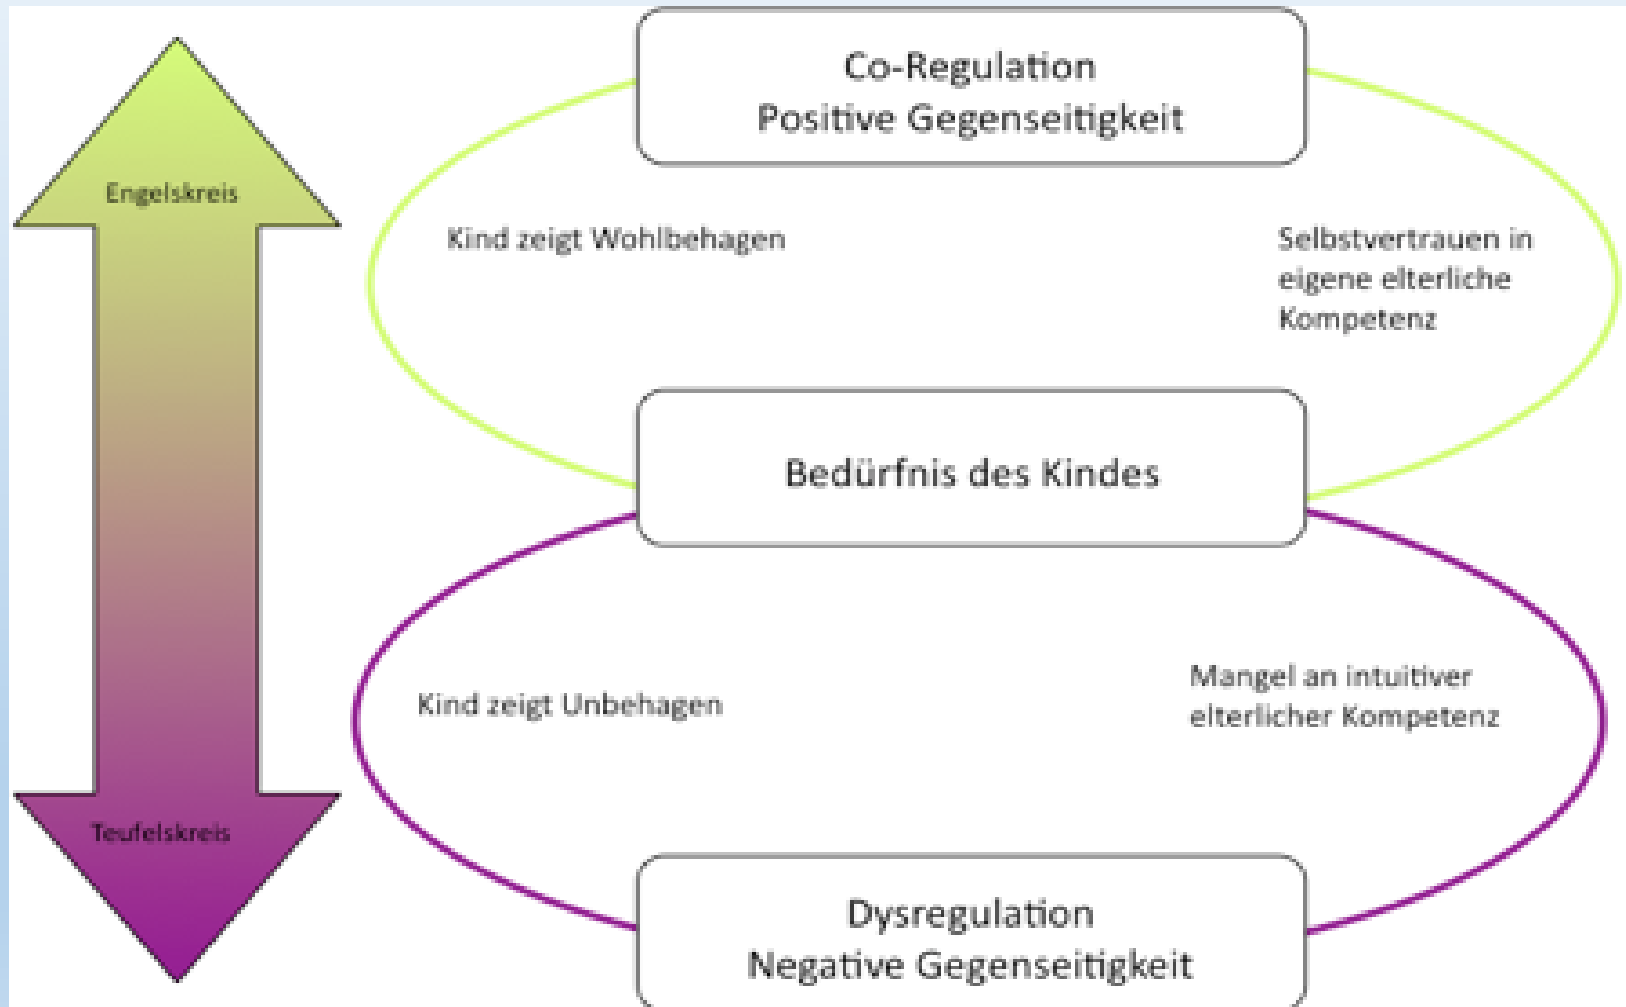 Co-Regulation
Positive Gegenseitigkeit
Engelskreis
Kind zeigt Wohlbehagen
Selbstvertrauen in
eigene elterliche
Kompetenz
Bedürfnis des Kindes
Kind zeigt Unbehagen
Mangel an intuitiver
elterlicher Kompetenz
Teufelskreis
Dysregulation
Negative Gegenseitigkeit